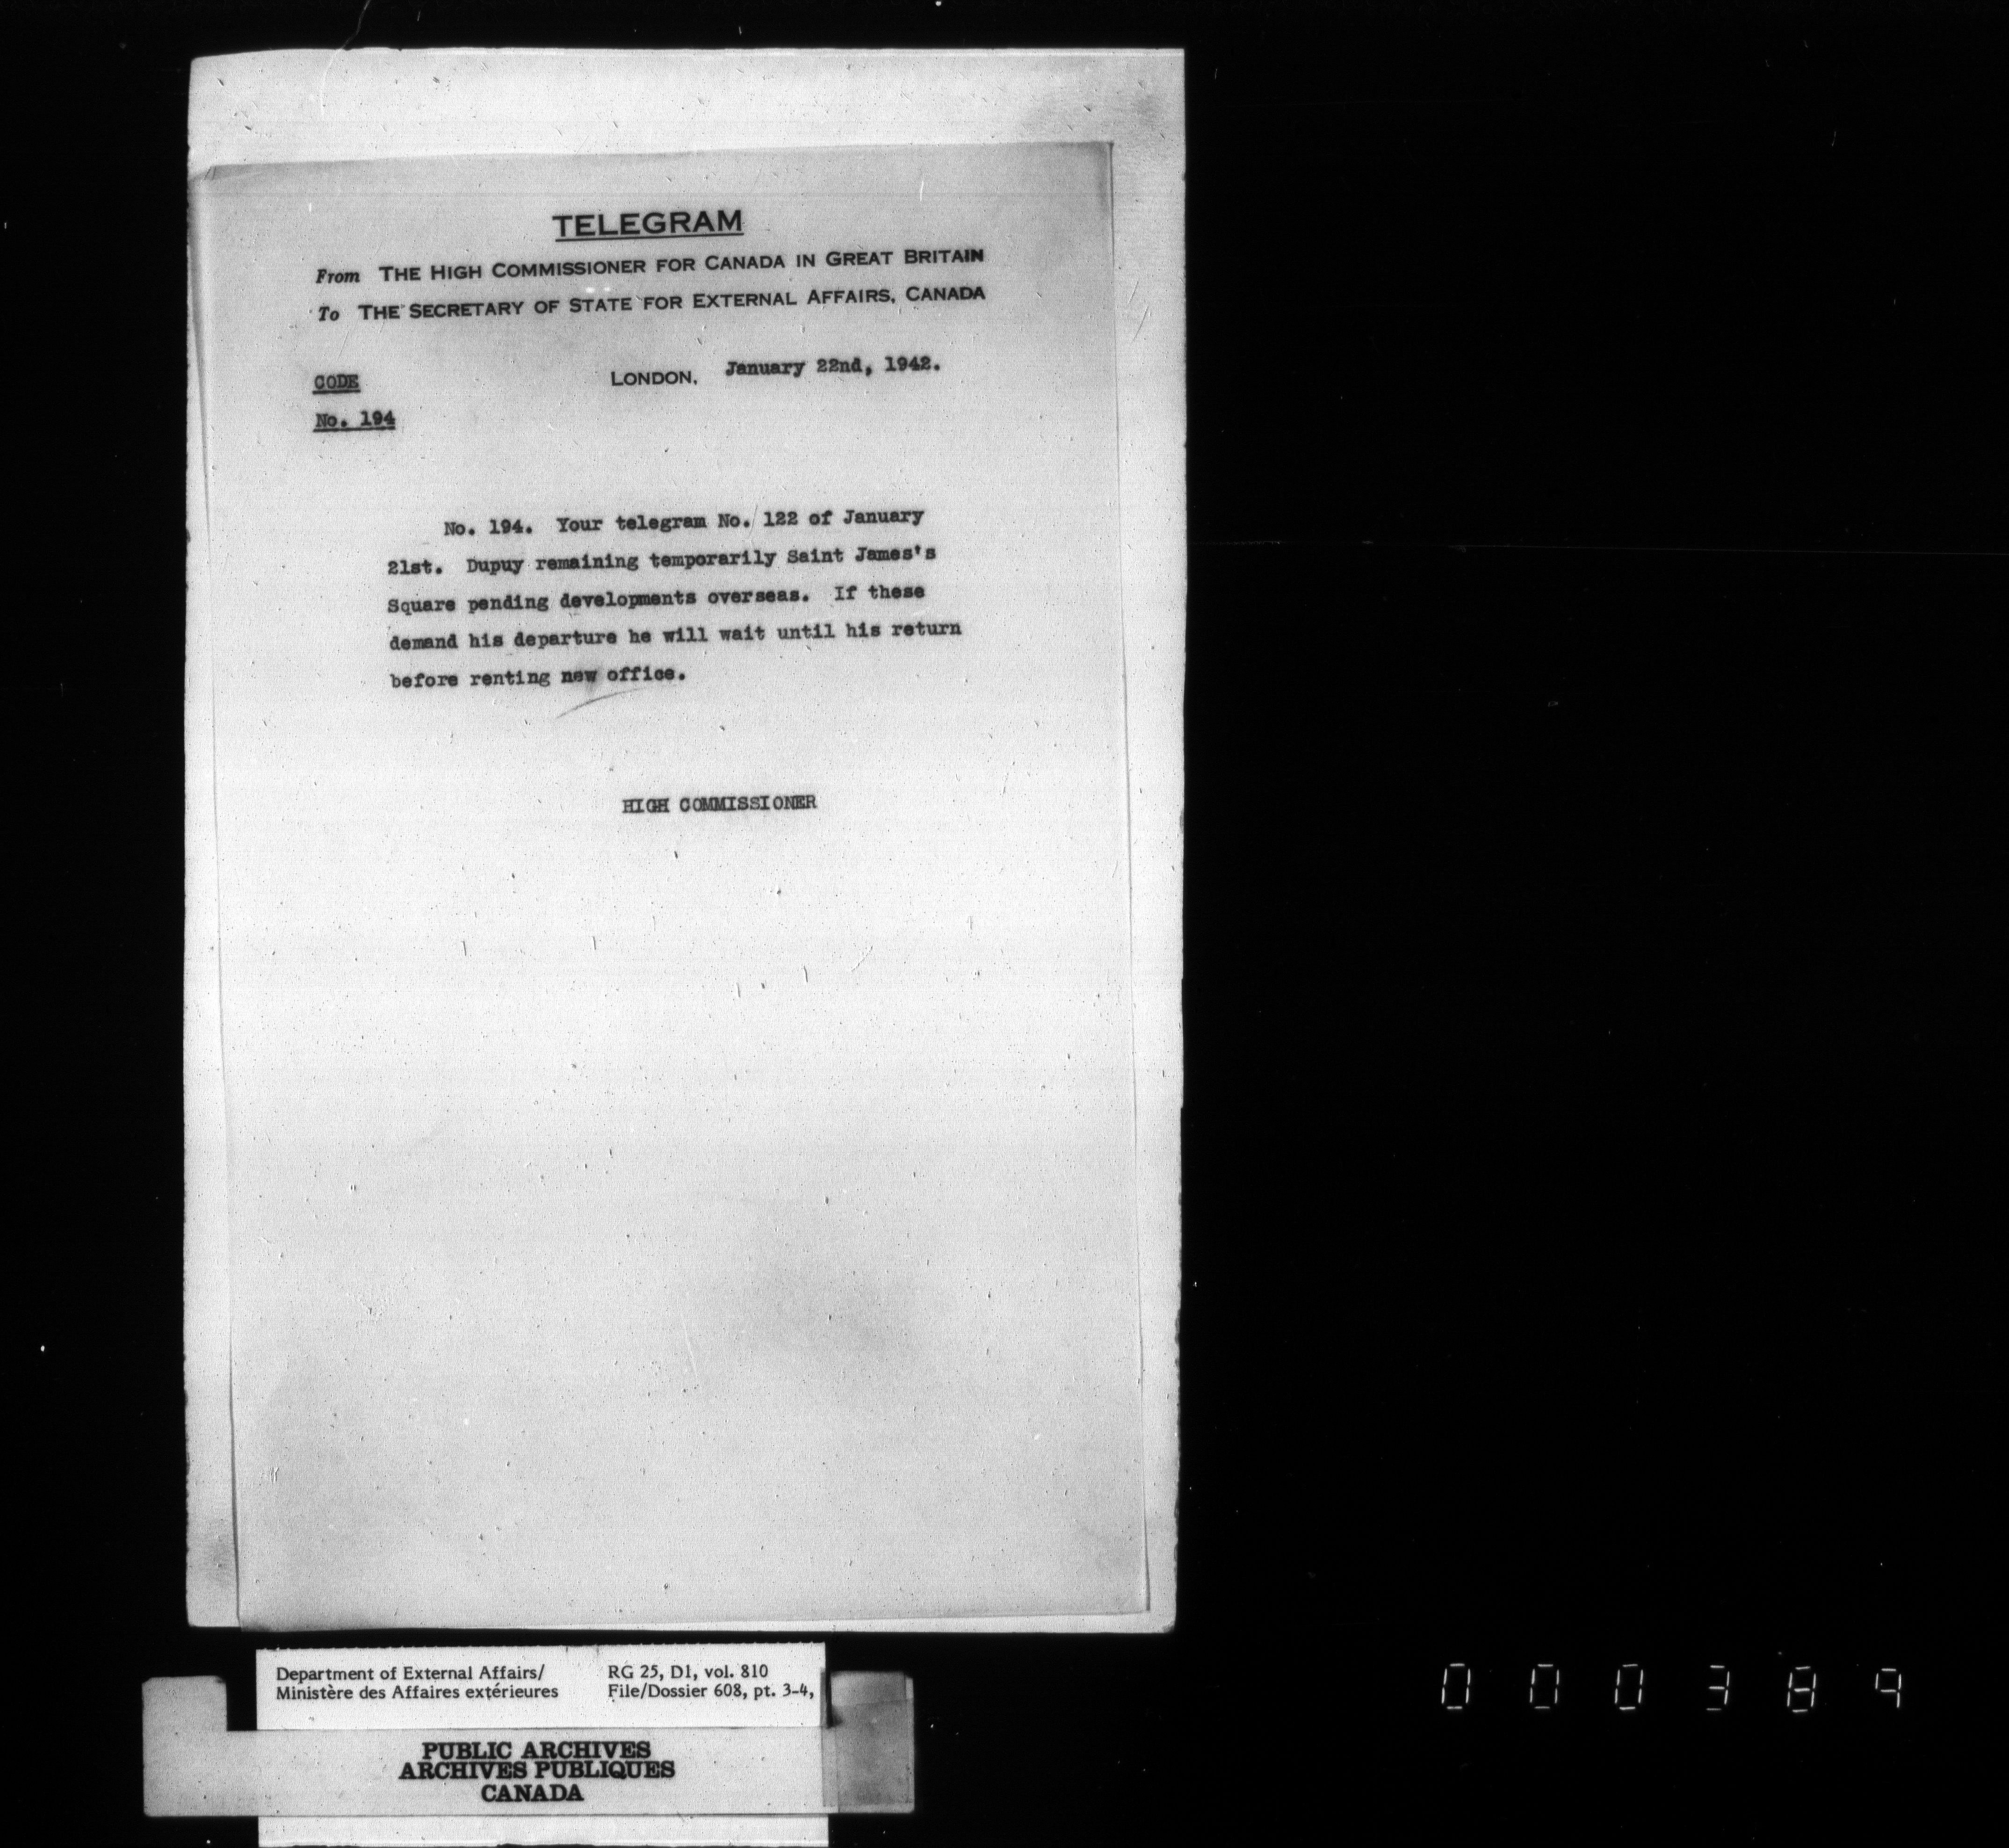 TELEGRAM
From THE HIGH COMMISSIONER FOR CANADA IN GREAT BRITAIN
To THE SECRETARY OF STATE FOR EXTERNAL AFFAIRS, CANADA
CODE
LONDON, January 22nd, 1942.
No. 194
No. 194. Your telegram No. 122 of January
21st. Dupuy remaining temporarily Saint James's
Square pending developments overseas. If these
demand his departure he will wait until his return
before renting new office.
HIGH COMMISSIONER
Department of External Affairs/ RG 25, D1, vol. 810
Ministère des Affaires extérieures File/Dossier 608, pt. 3-4,
PUBLIC ARCHIVES
ARCHIVES PUBLIQUES
CANADA
000389